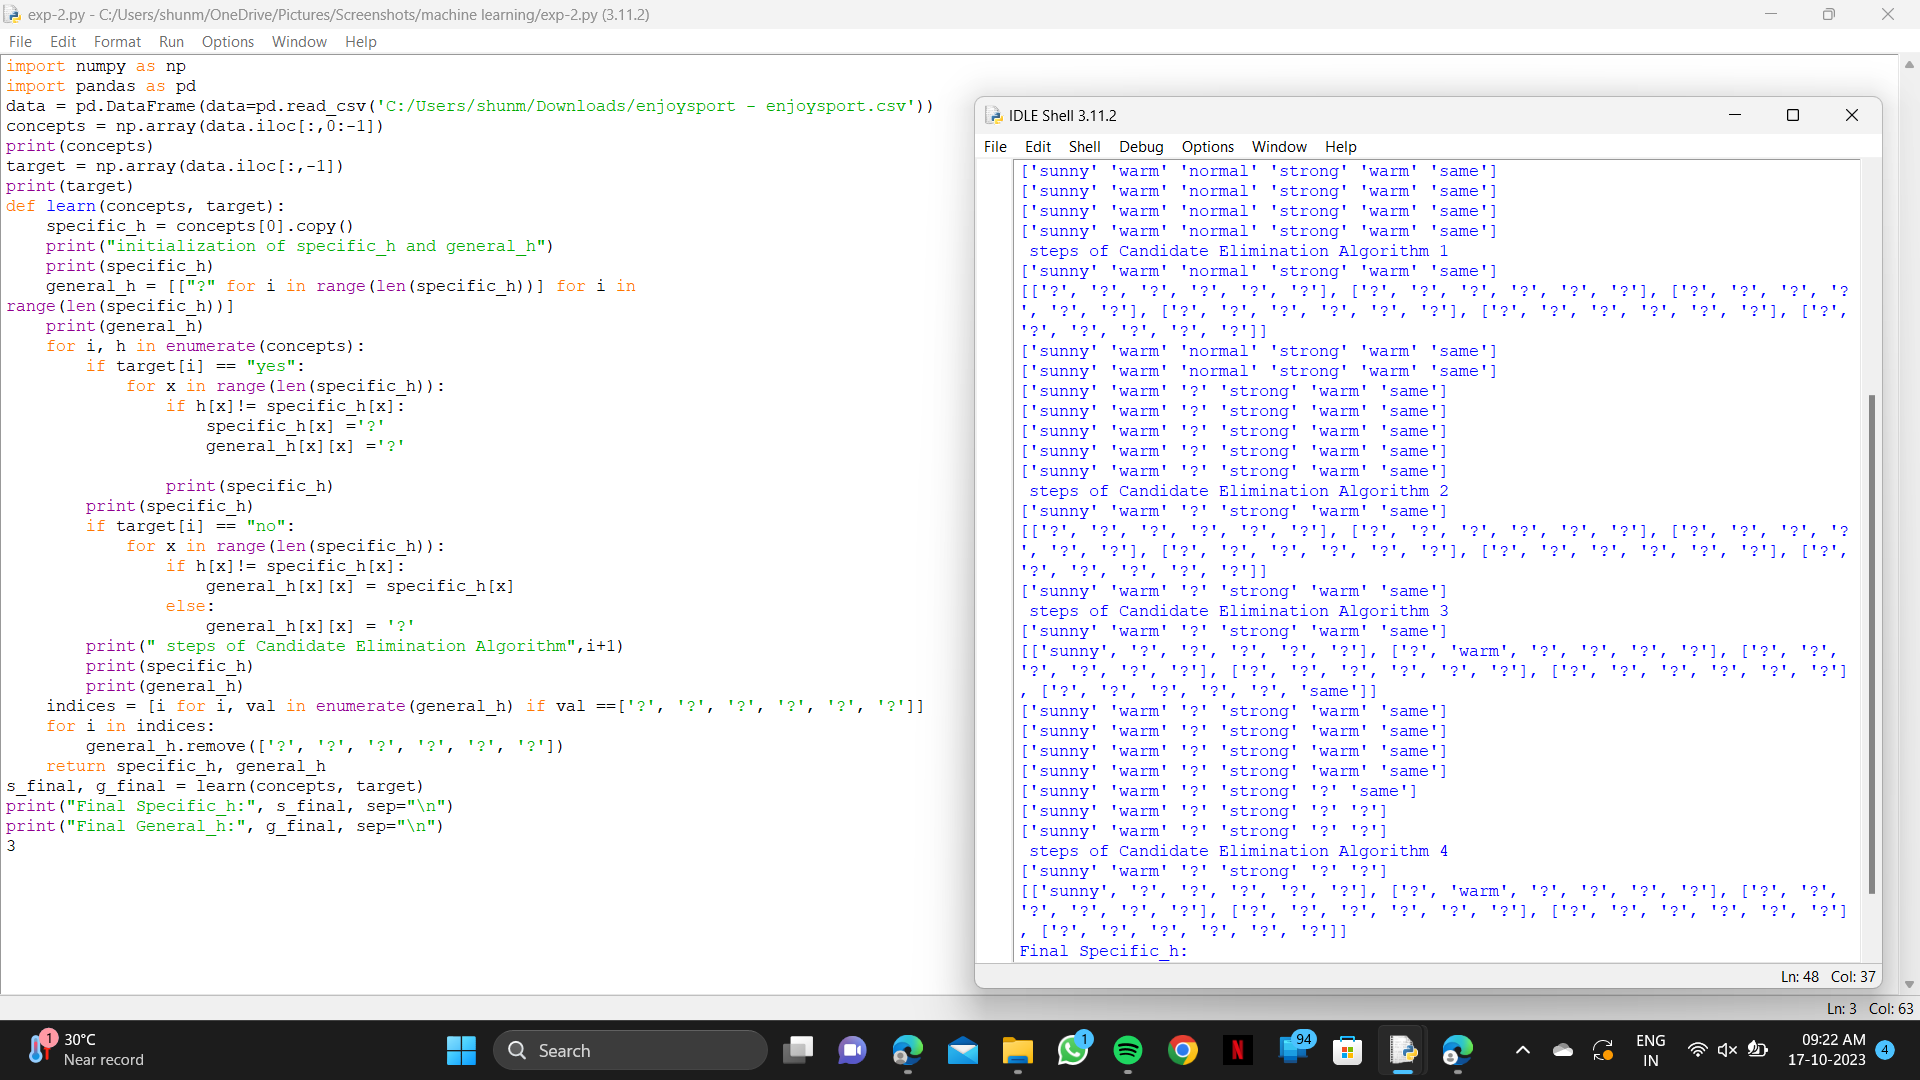 exp-2.py - C:/Users/shunm/OneDrive/Pictures/Screenshots/machine learning/exp-2.py (3.11.2)
File Edit Format Run Options Window Help
import numpy as np
import pandas as pd
data = pd.DataFrame(data=pd.read_csv('C:/Users/shunm/Downloads/enjoysport - enjoysport.csv'))
concepts = np.array(data.iloc[:,0:-1])
print(concepts)
target = np.array(data.iloc[:,-1])
print(target)
def learn(concepts, target):
    specific_h = concepts[0].copy()
    print("initialization of specific_h and general_h")
    print(specific_h)
    general_h = [["?" for i in range(len(specific_h))] for i in
range(len(specific_h))]
    print(general_h)
    for i, h in enumerate(concepts):
        if target[i] == "yes":
            for x in range(len(specific_h)):
                if h[x]!= specific_h[x]:
                    specific_h[x] ='?'
                    general_h[x][x] ='?'
                print(specific_h)
        print(specific_h)
        if target[i] == "no":
            for x in range(len(specific_h)):
                if h[x]!= specific_h[x]:
                    general_h[x][x] = specific_h[x]
                else:
                    general_h[x][x] = '?'
        print(" steps of Candidate Elimination Algorithm",i+1)
        print(specific_h)
        print(general_h)
    indices = [i for i, val in enumerate(general_h) if val ==['?', '?', '?', '?', '?', '?']]
    for i in indices:
        general_h.remove(['?', '?', '?', '?', '?', '?'])
    return specific_h, general_h
s_final, g_final = learn(concepts, target)
print("Final Specific_h:", s_final, sep="\n")
print("Final General_h:", g_final, sep="\n")
3
IDLE Shell 3.11.2
File Edit Shell Debug Options Window Help
['sunny' 'warm' 'normal' 'strong' 'warm' 'same']
['sunny' 'warm' 'normal' 'strong' 'warm' 'same']
['sunny' 'warm' 'normal' 'strong' 'warm' 'same']
['sunny' 'warm' 'normal' 'strong' 'warm' 'same']
 steps of Candidate Elimination Algorithm 1
['sunny' 'warm' 'normal' 'strong' 'warm' 'same']
[['?', '?', '?', '?', '?', '?'], ['?', '?', '?', '?', '?', '?'], ['?', '?', '?', '?
', '?', '?'], ['?', '?', '?', '?', '?', '?'], ['?', '?', '?', '?', '?', '?'], ['?',
'?', '?', '?', '?', '?']]
['sunny' 'warm' 'normal' 'strong' 'warm' 'same']
['sunny' 'warm' 'normal' 'strong' 'warm' 'same']
['sunny' 'warm' '?' 'strong' 'warm' 'same']
['sunny' 'warm' '?' 'strong' 'warm' 'same']
['sunny' 'warm' '?' 'strong' 'warm' 'same']
['sunny' 'warm' '?' 'strong' 'warm' 'same']
['sunny' 'warm' '?' 'strong' 'warm' 'same']
 steps of Candidate Elimination Algorithm 2
['sunny' 'warm' '?' 'strong' 'warm' 'same']
[['?', '?', '?', '?', '?', '?'], ['?', '?', '?', '?', '?', '?'], ['?', '?', '?', '?
', '?', '?'], ['?', '?', '?', '?', '?', '?'], ['?', '?', '?', '?', '?', '?'], ['?',
'?', '?', '?', '?', '?']]
['sunny' 'warm' '?' 'strong' 'warm' 'same']
 steps of Candidate Elimination Algorithm 3
['sunny' 'warm' '?' 'strong' 'warm' 'same']
[['sunny', '?', '?', '?', '?', '?'], ['?', 'warm', '?', '?', '?', '?'], ['?', '?',
'?', '?', '?', '?'], ['?', '?', '?', '?', '?', '?'], ['?', '?', '?', '?', '?', '?']
, ['?', '?', '?', '?', '?', 'same']]
['sunny' 'warm' '?' 'strong' 'warm' 'same']
['sunny' 'warm' '?' 'strong' 'warm' 'same']
['sunny' 'warm' '?' 'strong' 'warm' 'same']
['sunny' 'warm' '?' 'strong' 'warm' 'same']
['sunny' 'warm' '?' 'strong' '?' 'same']
['sunny' 'warm' '?' 'strong' '?' '?']
['sunny' 'warm' '?' 'strong' '?' '?']
 steps of Candidate Elimination Algorithm 4
['sunny' 'warm' '?' 'strong' '?' '?']
[['sunny', '?', '?', '?', '?', '?'], ['?', 'warm', '?', '?', '?', '?'], ['?', '?',
'?', '?', '?', '?'], ['?', '?', '?', '?', '?', '?'], ['?', '?', '?', '?', '?', '?']
, ['?', '?', '?', '?', '?', '?']]
Final Specific_h:
Ln: 48 Col: 37
Ln: 3 Col: 63
1
30°C
Near record
Search
1
N
94
ENG
IN
09:22 AM
17-10-2023
4